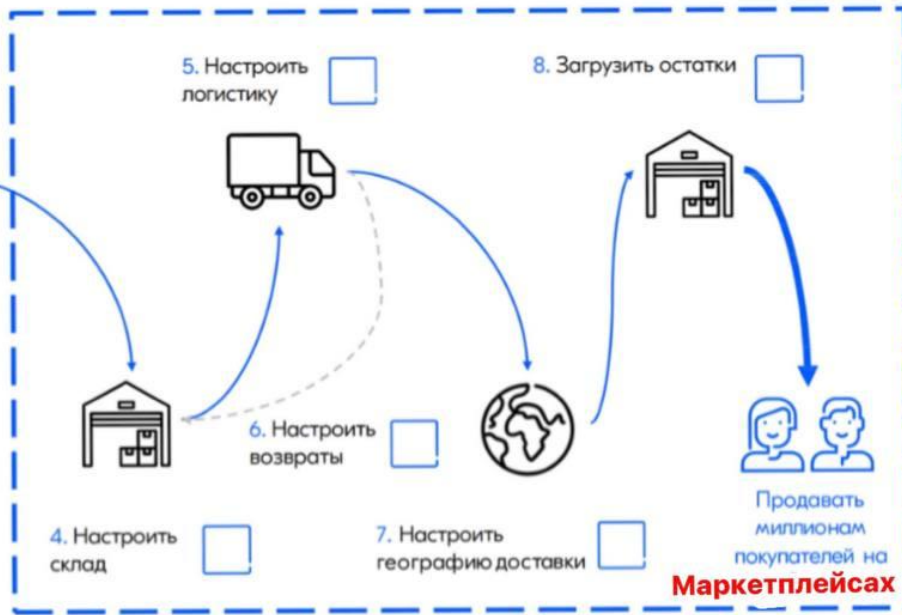 5. Настроить
логистику
8. Загрузить остатки
6. Настроить
возвраты
4. Настроить
склад
7. Настроить
географию доставки
Продавать
миллионам
покупателей на
Маркетплейсах